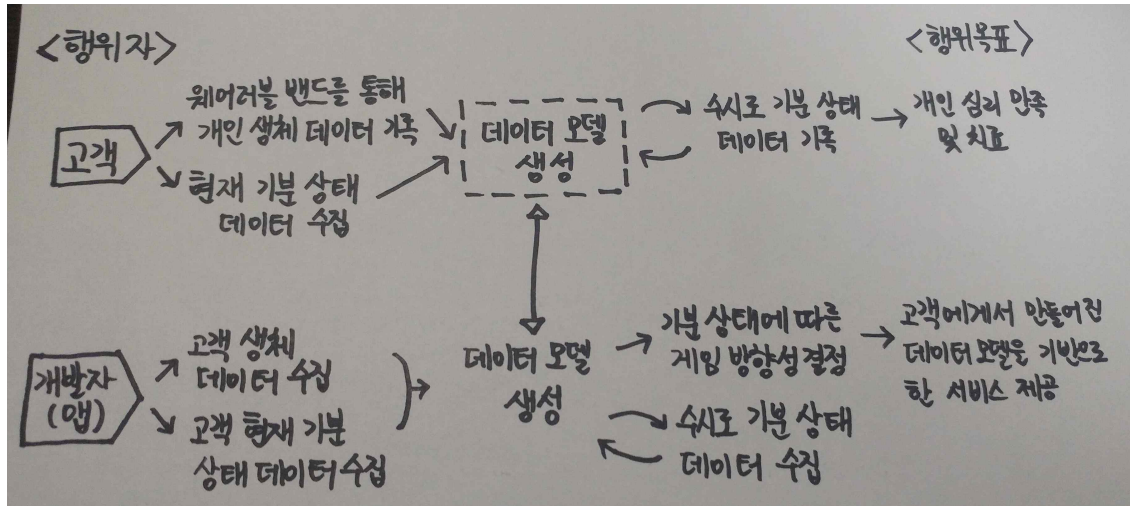 <행위자>
<행위목표>
고객
웨어러블 밴드를 통해
개인 생체 데이터 기록
현재 기분 상태
데이터 수집
데이터 모델
생성
수시로 기분 상태
데이터 기록
개인 심리 만족
및 치료
개발자
(앱)
고객 생체
데이터 수집
고객 현재 기분
상태 데이터 수집
데이터 모델
생성
기분 상태에 따른
게임 방향성 결정
수시로 기분 상태
데이터 수집
고객에게서 만들어진
데이터 모델을 기반으로
한 서비스 제공